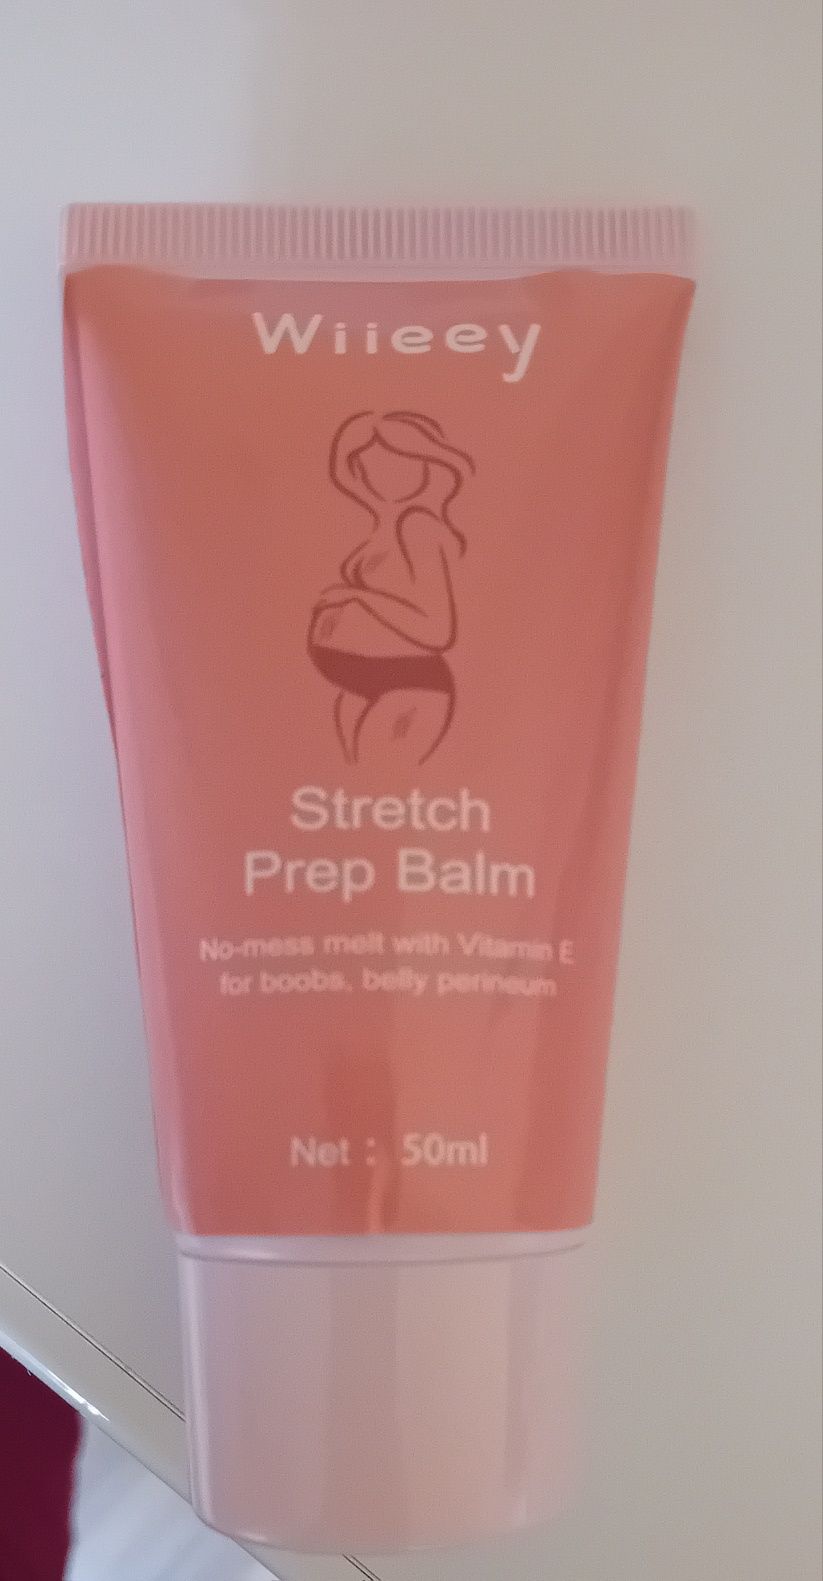 Wiieey
Stretch
Prep Balm
No-mess melt with Vitamin E
for boobs, belly perineum
Net : 50ml